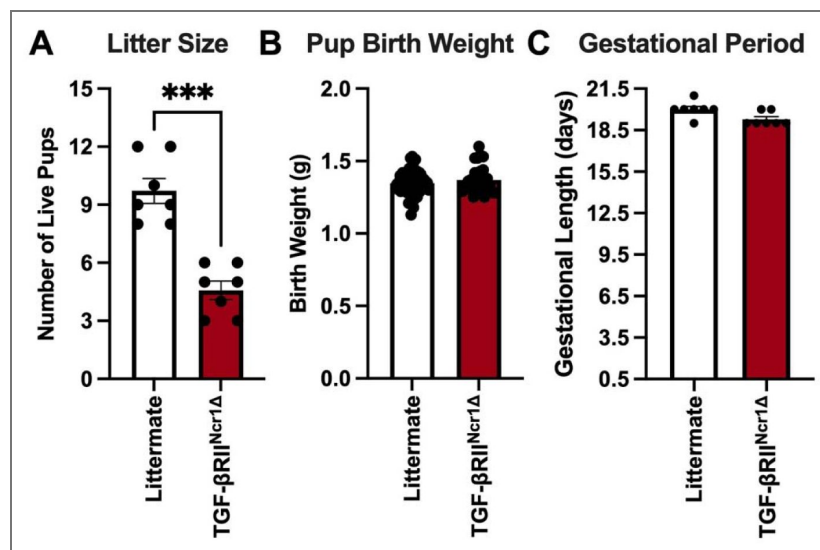 A Litter Size
Number of Live Pups
15
12
9
6
3
0
***
Littermate
TGF-βRII^Ncr1Δ
B Pup Birth Weight
Birth Weight (g)
2.0
1.5
1.0
0.5
0.0
Littermate
TGF-βRII^Ncr1Δ
C Gestational Period
Gestational Length (days)
21.5
18.5
15.5
12.5
9.5
6.5
3.5
0.5
Littermate
TGF-βRII^Ncr1Δ